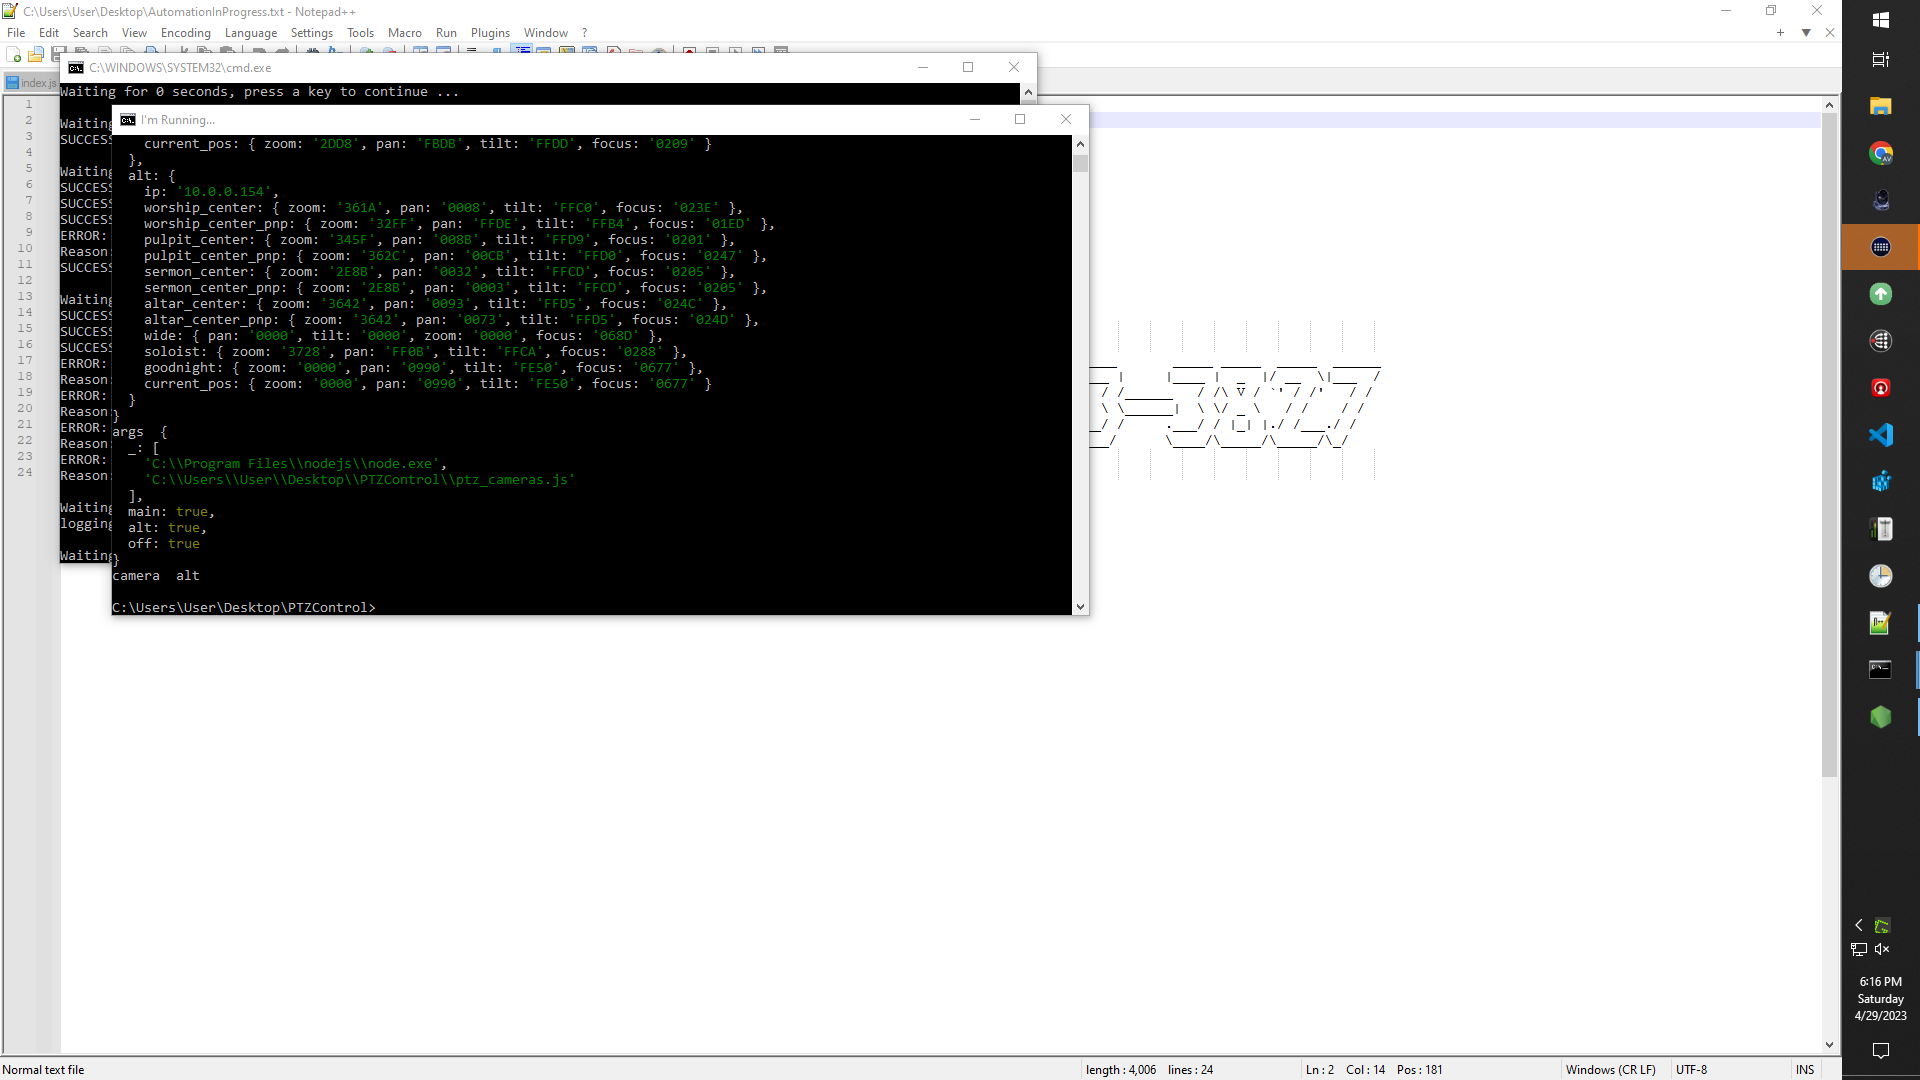 C:\Users\User\Desktop\AutomationInProgress.txt - Notepad++
File Edit Search View Encoding Language Settings Tools Macro Run Plugins Window ?
index.js
C:\WINDOWS\SYSTEM32\cmd.exe
Waiting for 0 seconds, press a key to continue ...
Waiting
SUCCESS
Waiting
SUCCESS
SUCCESS
SUCCESS
ERROR:
Reason:
SUCCESS
Waiting
SUCCESS
SUCCESS
SUCCESS
ERROR:
Reason:
ERROR:
Reason:
ERROR:
Reason:
ERROR:
Reason:
Waiting
logging
Waiting
I'm Running...
current_pos: { zoom: '2DD8', pan: 'FBDB', tilt: 'FFDD', focus: '0209' }
},
alt: {
ip: '10.0.0.154',
worship_center: { zoom: '361A', pan: '0008', tilt: 'FFC0', focus: '023E' },
worship_center_pnp: { zoom: '32FF', pan: 'FFDE', tilt: 'FFB4', focus: '01ED' },
pulpit_center: { zoom: '345F', pan: '008B', tilt: 'FFD9', focus: '0201' },
pulpit_center_pnp: { zoom: '362C', pan: '00CB', tilt: 'FFD0', focus: '0247' },
sermon_center: { zoom: '2E8B', pan: '0032', tilt: 'FFCD', focus: '0205' },
sermon_center_pnp: { zoom: '2E8B', pan: '0003', tilt: 'FFCD', focus: '0205' },
altar_center: { zoom: '3642', pan: '0093', tilt: 'FFD5', focus: '024C' },
altar_center_pnp: { zoom: '3642', pan: '0073', tilt: 'FFD5', focus: '024D' },
wide: { pan: '0000', tilt: '0000', zoom: '0000', focus: '068D' },
soloist: { zoom: '3728', pan: 'FF0B', tilt: 'FFCA', focus: '0288' },
goodnight: { zoom: '0000', pan: '0990', tilt: 'FE50', focus: '0677' },
current_pos: { zoom: '0000', pan: '0990', tilt: 'FE50', focus: '0677' }
}
}
args {
_: [
'C:\\Program Files\\nodejs\\node.exe',
'C:\\Users\\User\\Desktop\\PTZControl\\ptz_cameras.js'
],
main: true,
alt: true,
off: true
}
camera alt
C:\Users\User\Desktop\PTZControl>
1
2
3
4
5
6
7
8
9
10
11
12
13
14
15
16
17
18
19
20
21
22
23
24
6:16 PM
Saturday
4/29/2023
Normal text file
length : 4,006 lines : 24
Ln : 2 Col : 14 Pos : 181
Windows (CR LF)
UTF-8
INS